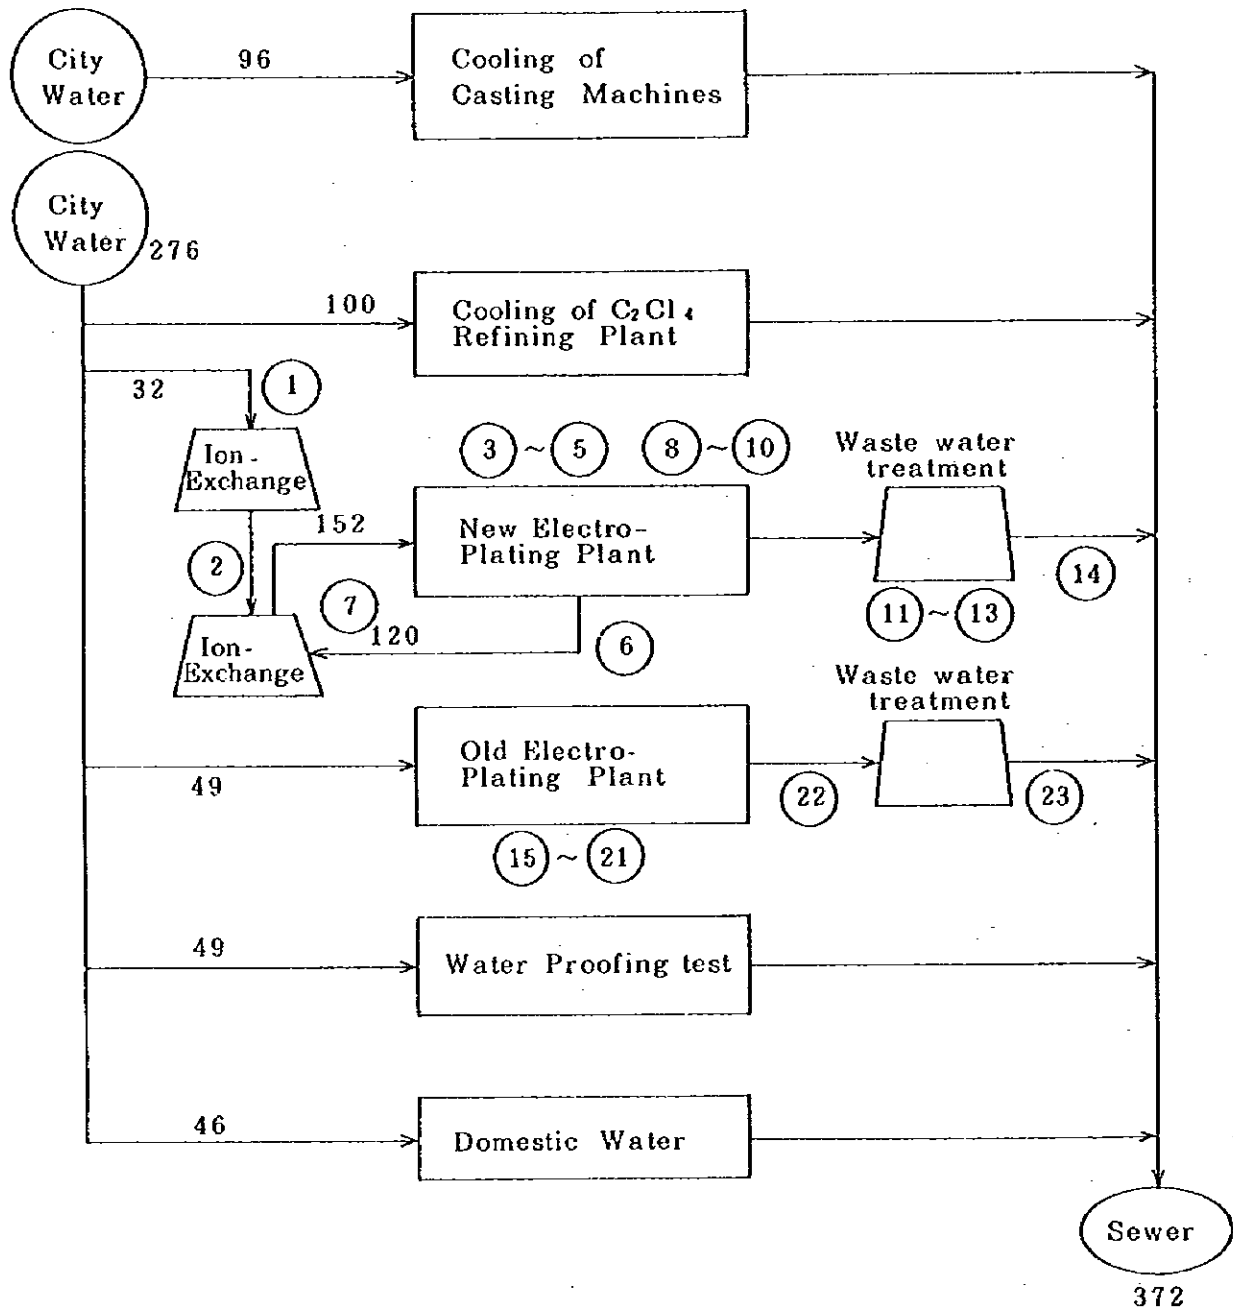 City
Water
96
Cooling of
Casting Machines
City
Water
276
100
Cooling of C₂Cl₄
Refining Plant
32
1
Ion-
Exchange
3 ~ 5
8 ~ 10
Waste water
treatment
2
152
New Electro-
Plating Plant
11 ~ 13
14
7
120
6
Ion-
Exchange
Waste water
treatment
49
Old Electro-
Plating Plant
22
23
15 ~ 21
49
Water Proofing test
46
Domestic Water
Sewer
372